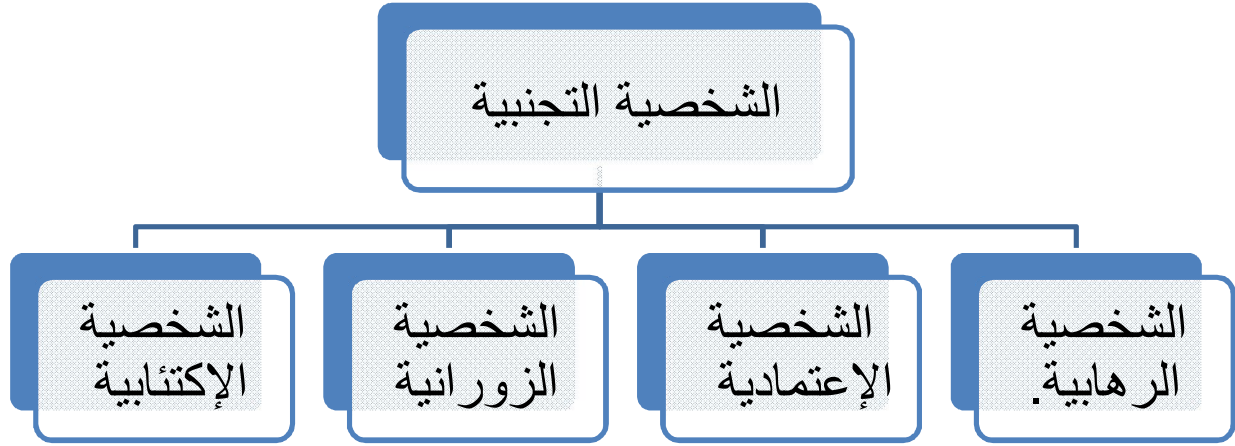 الشخصية التجنبية
الشخصية
الرهابية.
الشخصية
الإعتمادية
الشخصية
الزورانية
الشخصية
الإكتئابية